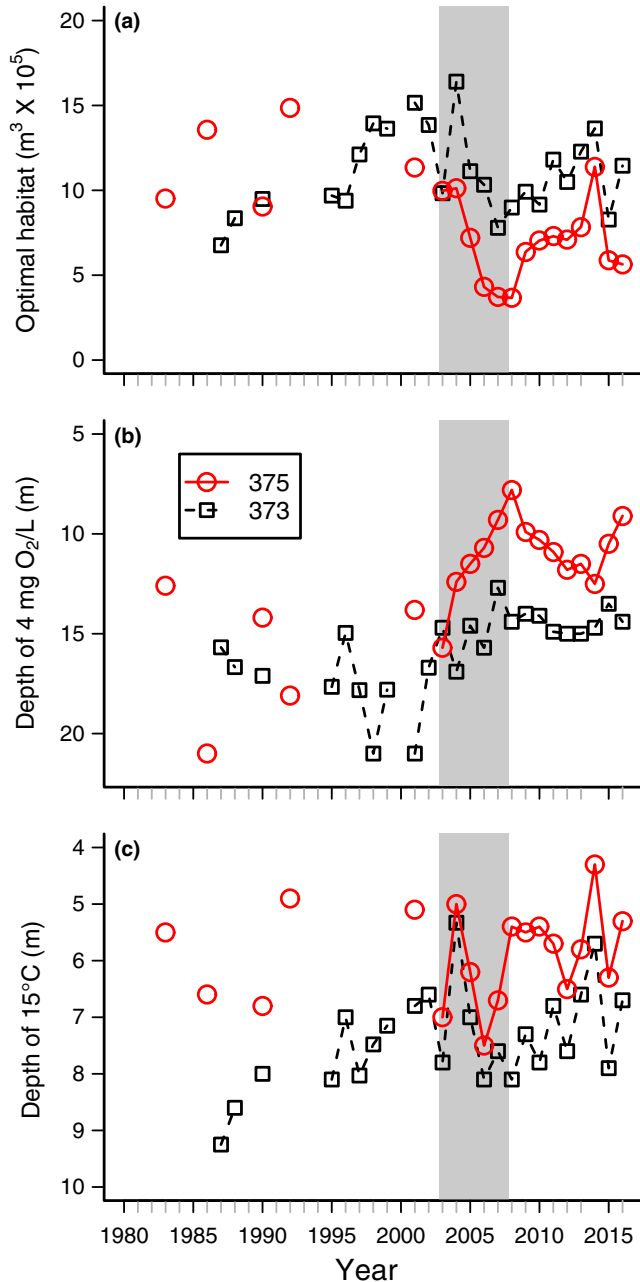 (a)
20
15
10
5
0
Optimal habitat (m³ X 10⁵)
(b)
5
10
15
20
Depth of 4 mg O₂/L (m)
375
373
(c)
4
5
6
7
8
9
10
Depth of 15°C (m)
1980 1985 1990 1995 2000 2005 2010 2015
Year